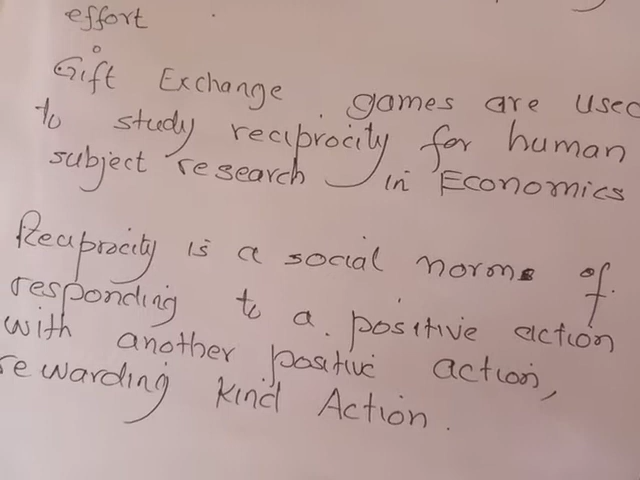 effort
Gift Exchange games are used
to study reciprocity for human
subject research in Economics
Reciprocity is a social norms of
responding to a positive action
with another positive action,
rewarding kind Action.